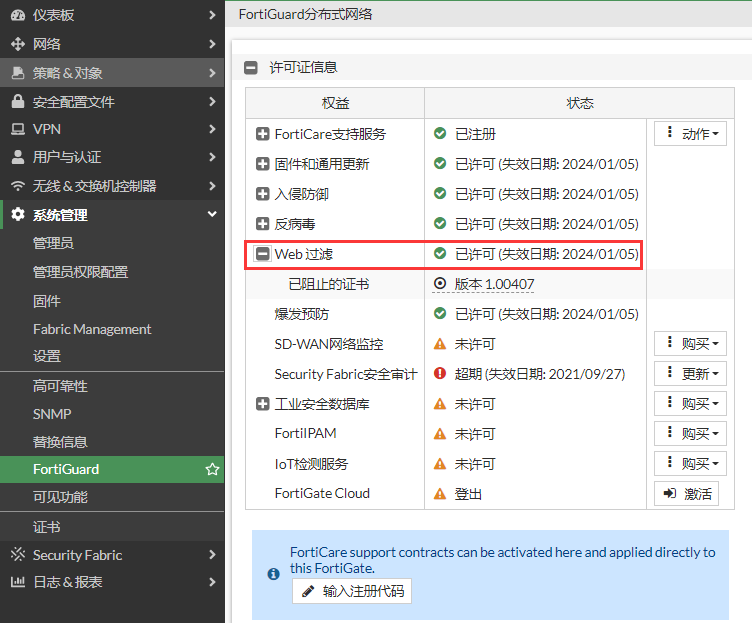 仪表板
网络
策略 & 对象
安全配置文件
VPN
用户与认证
无线 & 交换机控制器
系统管理
管理员
管理员权限配置
固件
Fabric Management
设置
高可靠性
SNMP
替换信息
FortiGuard
可见功能
证书
Security Fabric
日志 & 报表
FortiGuard分布式网络
许可证信息
权益 状态
FortiCare支持服务 已注册 动作
固件和通用更新 已许可 (失效日期: 2024/01/05)
入侵防御 已许可 (失效日期: 2024/01/05)
反病毒 已许可 (失效日期: 2024/01/05)
Web 过滤 已许可 (失效日期: 2024/01/05)
已阻止的证书 版本 1.00407
爆发预防 已许可 (失效日期: 2024/01/05)
SD-WAN网络监控 未许可 购买
Security Fabric安全审计 超期 (失效日期: 2021/09/27) 更新
工业安全数据库 未许可 购买
FortiIPAM 未许可 购买
IoT检测服务 未许可 购买
FortiGate Cloud 登出 激活
FortiCare support contracts can be activated here and applied directly to
this FortiGate.
输入注册代码